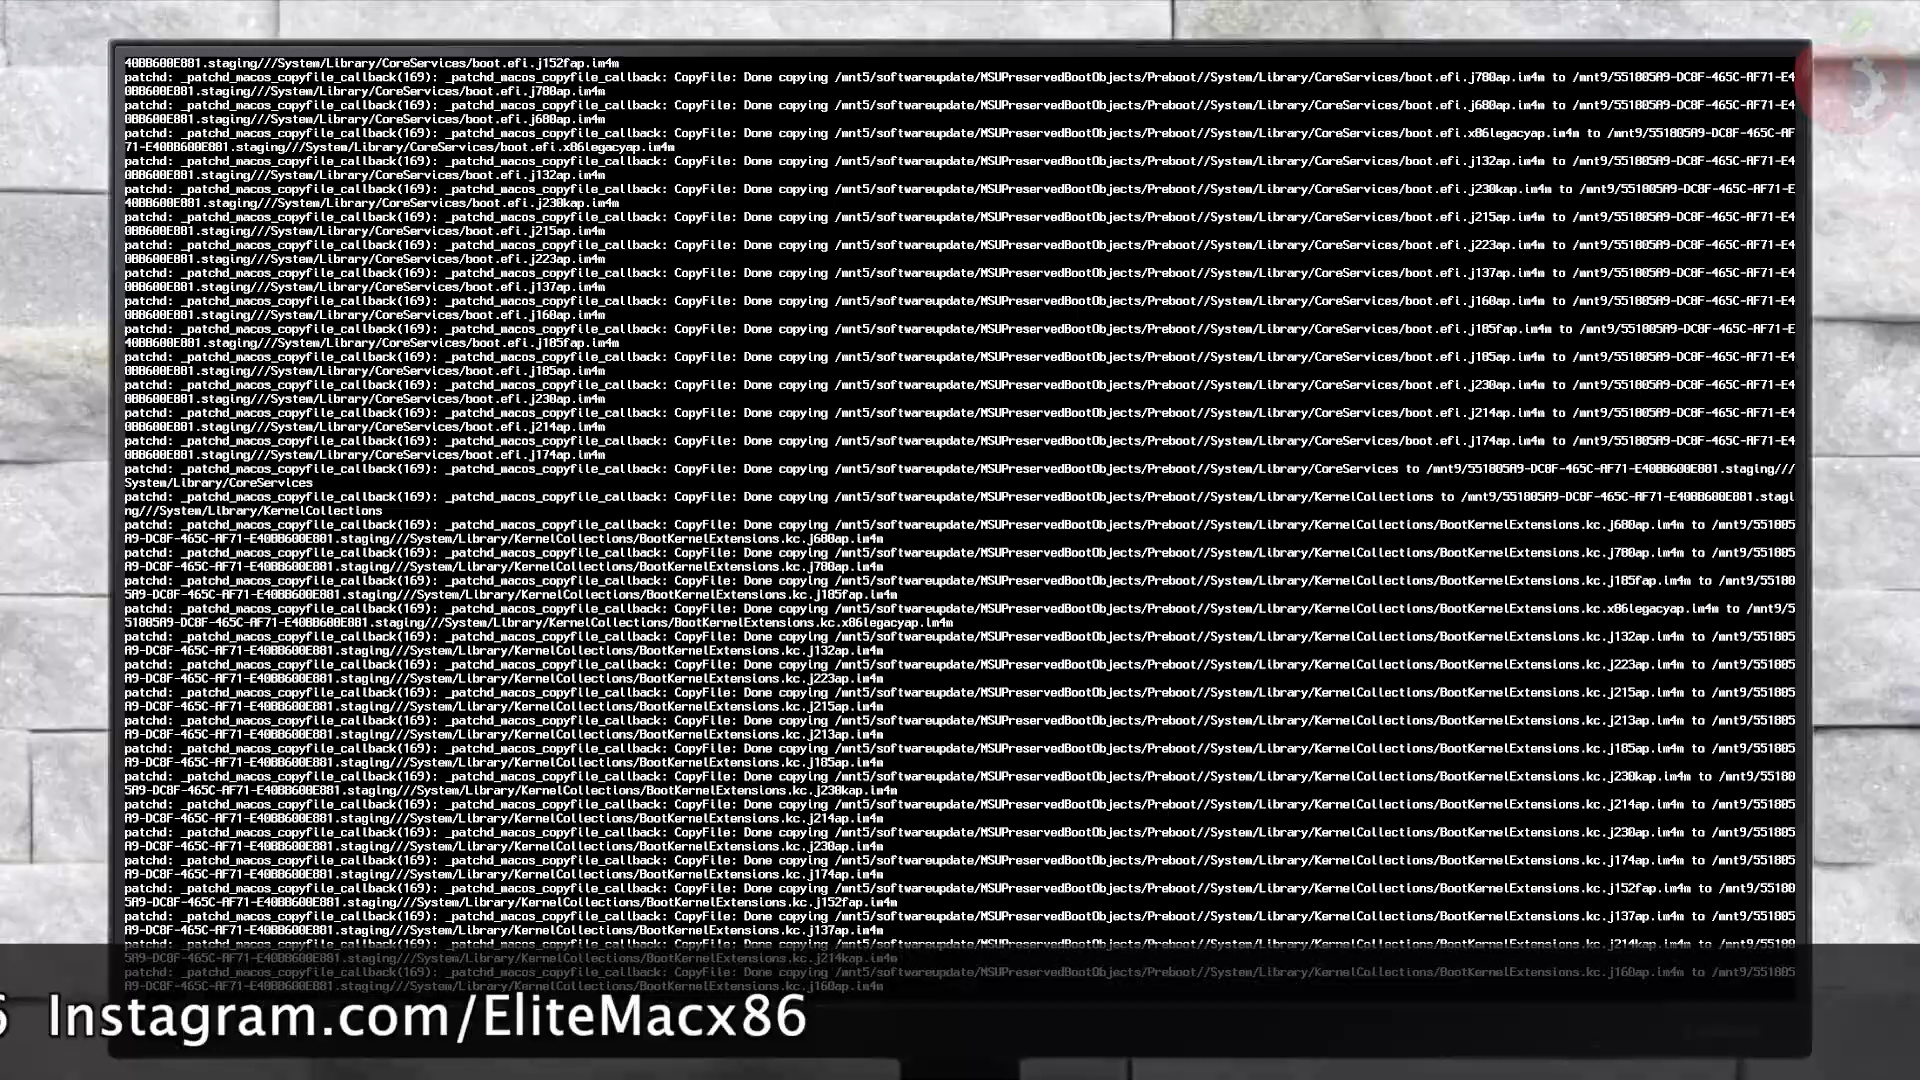 40BB600E881.staging///System/Library/CoreServices/boot.efi.j152fap.im4m
patchd: _patchd_macos_copyfile_callback(169): _patchd_macos_copyfile_callback: CopyFile: Done copying /mnt5/softwareupdate/MSUPreservedBootObjects/Preboot//System/Library/CoreServices/boot.efi.j780ap.im4m to /mnt9/551805A9-DC8F-465C-AF71-E4
0BB600E881.staging///System/Library/CoreServices/boot.efi.j780ap.im4m
patchd: _patchd_macos_copyfile_callback(169): _patchd_macos_copyfile_callback: CopyFile: Done copying /mnt5/softwareupdate/MSUPreservedBootObjects/Preboot//System/Library/CoreServices/boot.efi.j680ap.im4m to /mnt9/551805A9-DC8F-465C-AF71-E4
0BB600E881.staging///System/Library/CoreServices/boot.efi.j680ap.im4m
patchd: _patchd_macos_copyfile_callback(169): _patchd_macos_copyfile_callback: CopyFile: Done copying /mnt5/softwareupdate/MSUPreservedBootObjects/Preboot//System/Library/CoreServices/boot.efi.x86legacyap.im4m to /mnt9/551805A9-DC8F-465C-AF
71-E40BB600E881.staging///System/Library/CoreServices/boot.efi.x86legacyap.im4m
patchd: _patchd_macos_copyfile_callback(169): _patchd_macos_copyfile_callback: CopyFile: Done copying /mnt5/softwareupdate/MSUPreservedBootObjects/Preboot//System/Library/CoreServices/boot.efi.j132ap.im4m to /mnt9/551805A9-DC8F-465C-AF71-E4
0BB600E881.staging///System/Library/CoreServices/boot.efi.j132ap.im4m
patchd: _patchd_macos_copyfile_callback(169): _patchd_macos_copyfile_callback: CopyFile: Done copying /mnt5/softwareupdate/MSUPreservedBootObjects/Preboot//System/Library/CoreServices/boot.efi.j230kap.im4m to /mnt9/551805A9-DC8F-465C-AF71-E
40BB600E881.staging///System/Library/CoreServices/boot.efi.j230kap.im4m
patchd: _patchd_macos_copyfile_callback(169): _patchd_macos_copyfile_callback: CopyFile: Done copying /mnt5/softwareupdate/MSUPreservedBootObjects/Preboot//System/Library/CoreServices/boot.efi.j215ap.im4m to /mnt9/551805A9-DC8F-465C-AF71-E4
0BB600E881.staging///System/Library/CoreServices/boot.efi.j215ap.im4m
patchd: _patchd_macos_copyfile_callback(169): _patchd_macos_copyfile_callback: CopyFile: Done copying /mnt5/softwareupdate/MSUPreservedBootObjects/Preboot//System/Library/CoreServices/boot.efi.j223ap.im4m to /mnt9/551805A9-DC8F-465C-AF71-E4
0BB600E881.staging///System/Library/CoreServices/boot.efi.j223ap.im4m
patchd: _patchd_macos_copyfile_callback(169): _patchd_macos_copyfile_callback: CopyFile: Done copying /mnt5/softwareupdate/MSUPreservedBootObjects/Preboot//System/Library/CoreServices/boot.efi.j137ap.im4m to /mnt9/551805A9-DC8F-465C-AF71-E4
0BB600E881.staging///System/Library/CoreServices/boot.efi.j137ap.im4m
patchd: _patchd_macos_copyfile_callback(169): _patchd_macos_copyfile_callback: CopyFile: Done copying /mnt5/softwareupdate/MSUPreservedBootObjects/Preboot//System/Library/CoreServices/boot.efi.j160ap.im4m to /mnt9/551805A9-DC8F-465C-AF71-E4
0BB600E881.staging///System/Library/CoreServices/boot.efi.j160ap.im4m
patchd: _patchd_macos_copyfile_callback(169): _patchd_macos_copyfile_callback: CopyFile: Done copying /mnt5/softwareupdate/MSUPreservedBootObjects/Preboot//System/Library/CoreServices/boot.efi.j185fap.im4m to /mnt9/551805A9-DC8F-465C-AF71-E
40BB600E881.staging///System/Library/CoreServices/boot.efi.j185fap.im4m
patchd: _patchd_macos_copyfile_callback(169): _patchd_macos_copyfile_callback: CopyFile: Done copying /mnt5/softwareupdate/MSUPreservedBootObjects/Preboot//System/Library/CoreServices/boot.efi.j185ap.im4m to /mnt9/551805A9-DC8F-465C-AF71-E4
0BB600E881.staging///System/Library/CoreServices/boot.efi.j185ap.im4m
patchd: _patchd_macos_copyfile_callback(169): _patchd_macos_copyfile_callback: CopyFile: Done copying /mnt5/softwareupdate/MSUPreservedBootObjects/Preboot//System/Library/CoreServices/boot.efi.j230ap.im4m to /mnt9/551805A9-DC8F-465C-AF71-E4
0BB600E881.staging///System/Library/CoreServices/boot.efi.j230ap.im4m
patchd: _patchd_macos_copyfile_callback(169): _patchd_macos_copyfile_callback: CopyFile: Done copying /mnt5/softwareupdate/MSUPreservedBootObjects/Preboot//System/Library/CoreServices/boot.efi.j214ap.im4m to /mnt9/551805A9-DC8F-465C-AF71-E4
0BB600E881.staging///System/Library/CoreServices/boot.efi.j214ap.im4m
patchd: _patchd_macos_copyfile_callback(169): _patchd_macos_copyfile_callback: CopyFile: Done copying /mnt5/softwareupdate/MSUPreservedBootObjects/Preboot//System/Library/CoreServices/boot.efi.j174ap.im4m to /mnt9/551805A9-DC8F-465C-AF71-E4
0BB600E881.staging///System/Library/CoreServices/boot.efi.j174ap.im4m
patchd: _patchd_macos_copyfile_callback(169): _patchd_macos_copyfile_callback: CopyFile: Done copying /mnt5/softwareupdate/MSUPreservedBootObjects/Preboot//System/Library/CoreServices to /mnt9/551805A9-DC8F-465C-AF71-E40BB600E881.staging///
System/Library/CoreServices
patchd: _patchd_macos_copyfile_callback(169): _patchd_macos_copyfile_callback: CopyFile: Done copying /mnt5/softwareupdate/MSUPreservedBootObjects/Preboot//System/Library/KernelCollections to /mnt9/551805A9-DC8F-465C-AF71-E40BB600E881.stagi
ng///System/Library/KernelCollections
patchd: _patchd_macos_copyfile_callback(169): _patchd_macos_copyfile_callback: CopyFile: Done copying /mnt5/softwareupdate/MSUPreservedBootObjects/Preboot//System/Library/KernelCollections/BootKernelExtensions.kc.j680ap.im4m to /mnt9/551805
A9-DC8F-465C-AF71-E40BB600E881.staging///System/Library/KernelCollections/BootKernelExtensions.kc.j680ap.im4m
patchd: _patchd_macos_copyfile_callback(169): _patchd_macos_copyfile_callback: CopyFile: Done copying /mnt5/softwareupdate/MSUPreservedBootObjects/Preboot//System/Library/KernelCollections/BootKernelExtensions.kc.j780ap.im4m to /mnt9/551805
A9-DC8F-465C-AF71-E40BB600E881.staging///System/Library/KernelCollections/BootKernelExtensions.kc.j780ap.im4m
patchd: _patchd_macos_copyfile_callback(169): _patchd_macos_copyfile_callback: CopyFile: Done copying /mnt5/softwareupdate/MSUPreservedBootObjects/Preboot//System/Library/KernelCollections/BootKernelExtensions.kc.j185fap.im4m to /mnt9/55180
5A9-DC8F-465C-AF71-E40BB600E881.staging///System/Library/KernelCollections/BootKernelExtensions.kc.j185fap.im4m
patchd: _patchd_macos_copyfile_callback(169): _patchd_macos_copyfile_callback: CopyFile: Done copying /mnt5/softwareupdate/MSUPreservedBootObjects/Preboot//System/Library/KernelCollections/BootKernelExtensions.kc.x86legacyap.im4m to /mnt9/5
51805A9-DC8F-465C-AF71-E40BB600E881.staging///System/Library/KernelCollections/BootKernelExtensions.kc.x86legacyap.im4m
patchd: _patchd_macos_copyfile_callback(169): _patchd_macos_copyfile_callback: CopyFile: Done copying /mnt5/softwareupdate/MSUPreservedBootObjects/Preboot//System/Library/KernelCollections/BootKernelExtensions.kc.j132ap.im4m to /mnt9/551805
A9-DC8F-465C-AF71-E40BB600E881.staging///System/Library/KernelCollections/BootKernelExtensions.kc.j132ap.im4m
patchd: _patchd_macos_copyfile_callback(169): _patchd_macos_copyfile_callback: CopyFile: Done copying /mnt5/softwareupdate/MSUPreservedBootObjects/Preboot//System/Library/KernelCollections/BootKernelExtensions.kc.j223ap.im4m to /mnt9/551805
A9-DC8F-465C-AF71-E40BB600E881.staging///System/Library/KernelCollections/BootKernelExtensions.kc.j223ap.im4m
patchd: _patchd_macos_copyfile_callback(169): _patchd_macos_copyfile_callback: CopyFile: Done copying /mnt5/softwareupdate/MSUPreservedBootObjects/Preboot//System/Library/KernelCollections/BootKernelExtensions.kc.j215ap.im4m to /mnt9/551805
A9-DC8F-465C-AF71-E40BB600E881.staging///System/Library/KernelCollections/BootKernelExtensions.kc.j215ap.im4m
patchd: _patchd_macos_copyfile_callback(169): _patchd_macos_copyfile_callback: CopyFile: Done copying /mnt5/softwareupdate/MSUPreservedBootObjects/Preboot//System/Library/KernelCollections/BootKernelExtensions.kc.j213ap.im4m to /mnt9/551805
A9-DC8F-465C-AF71-E40BB600E881.staging///System/Library/KernelCollections/BootKernelExtensions.kc.j213ap.im4m
patchd: _patchd_macos_copyfile_callback(169): _patchd_macos_copyfile_callback: CopyFile: Done copying /mnt5/softwareupdate/MSUPreservedBootObjects/Preboot//System/Library/KernelCollections/BootKernelExtensions.kc.j185ap.im4m to /mnt9/551805
A9-DC8F-465C-AF71-E40BB600E881.staging///System/Library/KernelCollections/BootKernelExtensions.kc.j185ap.im4m
patchd: _patchd_macos_copyfile_callback(169): _patchd_macos_copyfile_callback: CopyFile: Done copying /mnt5/softwareupdate/MSUPreservedBootObjects/Preboot//System/Library/KernelCollections/BootKernelExtensions.kc.j230kap.im4m to /mnt9/55180
5A9-DC8F-465C-AF71-E40BB600E881.staging///System/Library/KernelCollections/BootKernelExtensions.kc.j230kap.im4m
patchd: _patchd_macos_copyfile_callback(169): _patchd_macos_copyfile_callback: CopyFile: Done copying /mnt5/softwareupdate/MSUPreservedBootObjects/Preboot//System/Library/KernelCollections/BootKernelExtensions.kc.j214ap.im4m to /mnt9/551805
A9-DC8F-465C-AF71-E40BB600E881.staging///System/Library/KernelCollections/BootKernelExtensions.kc.j214ap.im4m
patchd: _patchd_macos_copyfile_callback(169): _patchd_macos_copyfile_callback: CopyFile: Done copying /mnt5/softwareupdate/MSUPreservedBootObjects/Preboot//System/Library/KernelCollections/BootKernelExtensions.kc.j230ap.im4m to /mnt9/551805
A9-DC8F-465C-AF71-E40BB600E881.staging///System/Library/KernelCollections/BootKernelExtensions.kc.j230ap.im4m
patchd: _patchd_macos_copyfile_callback(169): _patchd_macos_copyfile_callback: CopyFile: Done copying /mnt5/softwareupdate/MSUPreservedBootObjects/Preboot//System/Library/KernelCollections/BootKernelExtensions.kc.j174ap.im4m to /mnt9/551805
A9-DC8F-465C-AF71-E40BB600E881.staging///System/Library/KernelCollections/BootKernelExtensions.kc.j174ap.im4m
patchd: _patchd_macos_copyfile_callback(169): _patchd_macos_copyfile_callback: CopyFile: Done copying /mnt5/softwareupdate/MSUPreservedBootObjects/Preboot//System/Library/KernelCollections/BootKernelExtensions.kc.j152fap.im4m to /mnt9/55180
5A9-DC8F-465C-AF71-E40BB600E881.staging///System/Library/KernelCollections/BootKernelExtensions.kc.j152fap.im4m
patchd: _patchd_macos_copyfile_callback(169): _patchd_macos_copyfile_callback: CopyFile: Done copying /mnt5/softwareupdate/MSUPreservedBootObjects/Preboot//System/Library/KernelCollections/BootKernelExtensions.kc.j137ap.im4m to /mnt9/551805
A9-DC8F-465C-AF71-E40BB600E881.staging///System/Library/KernelCollections/BootKernelExtensions.kc.j137ap.im4m
patchd: _patchd_macos_copyfile_callback(169): _patchd_macos_copyfile_callback: CopyFile: Done copying /mnt5/softwareupdate/MSUPreservedBootObjects/Preboot//System/Library/KernelCollections/BootKernelExtensions.kc.j214kap.im4m to /mnt9/55180
5A9-DC8F-465C-AF71-E40BB600E881.staging///System/Library/KernelCollections/BootKernelExtensions.kc.j214kap.im4m
patchd: _patchd_macos_copyfile_callback(169): _patchd_macos_copyfile_callback: CopyFile: Done copying /mnt5/softwareupdate/MSUPreservedBootObjects/Preboot//System/Library/KernelCollections/BootKernelExtensions.kc.j160ap.im4m to /mnt9/551805
A9-DC8F-465C-AF71-E40BB600E881.staging///System/Library/KernelCollections/BootKernelExtensions.kc.j160ap.im4m
6 Instagram.com/EliteMacx86